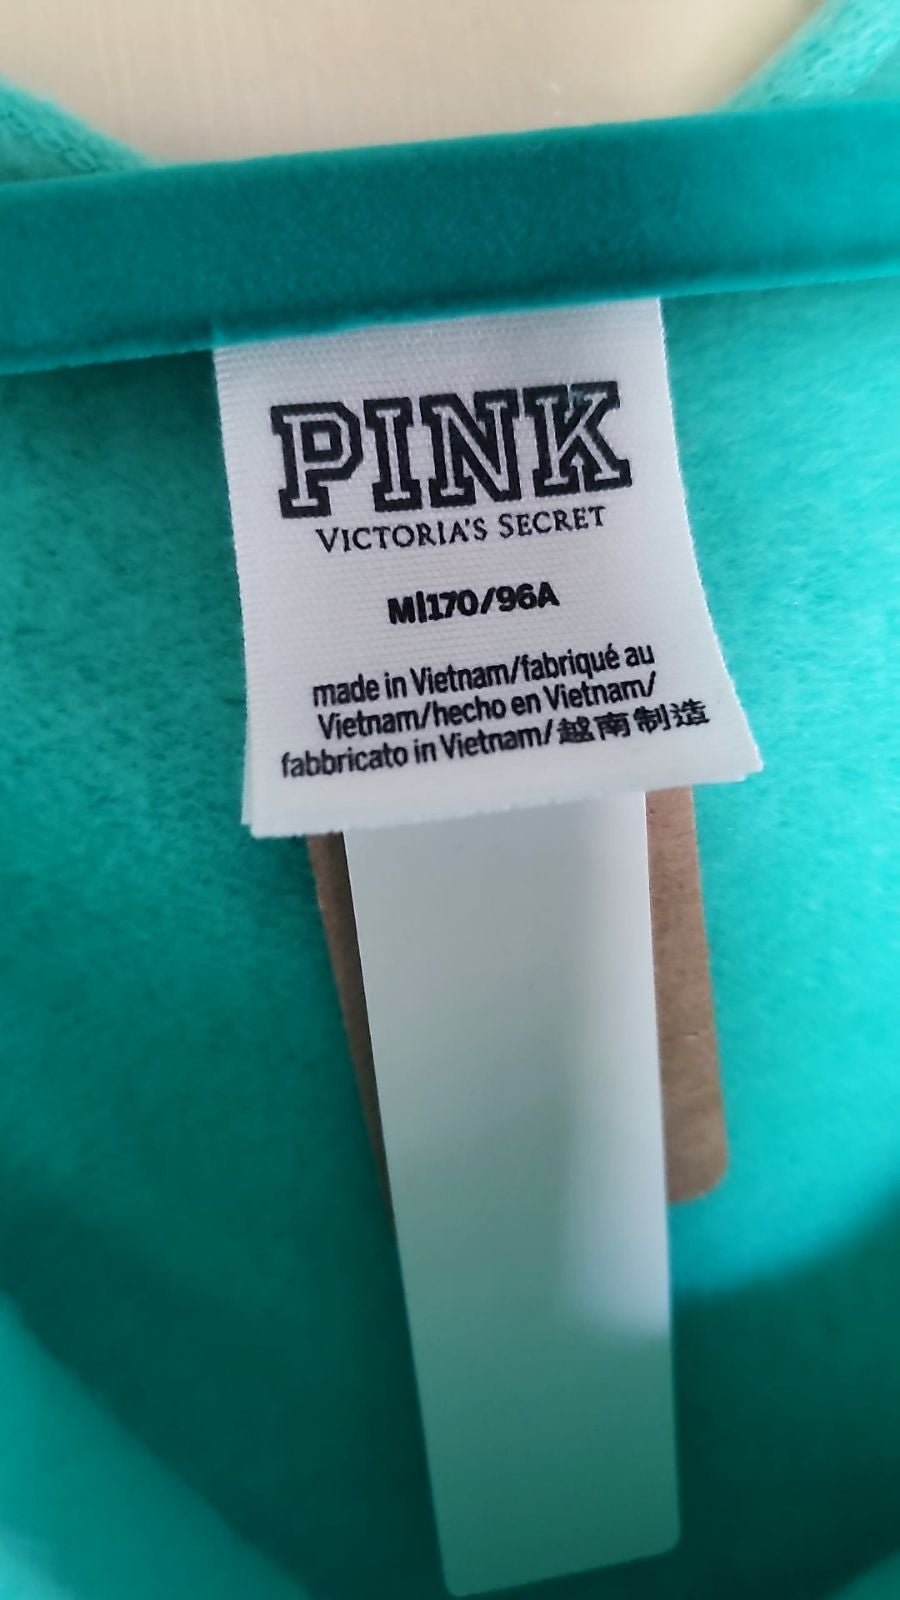 PINK
VICTORIA'S SECRET
M|170/96A
made in Vietnam/fabriqué au
Vietnam/hecho en Vietnam/
fabbricato in Vietnam/越南制造